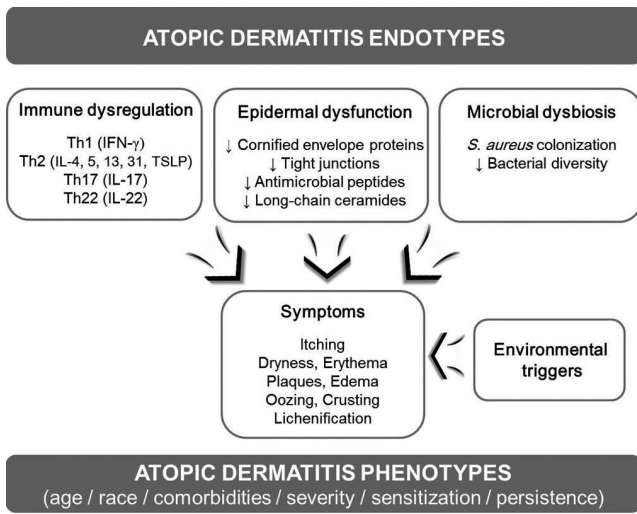 ATOPIC DERMATITIS ENDOTYPES
Immune dysregulation
Th1 (IFN-γ)
Th2 (IL-4, 5, 13, 31, TSLP)
Th17 (IL-17)
Th22 (IL-22)
Epidermal dysfunction
↓ Cornified envelope proteins
↓ Tight junctions
↓ Antimicrobial peptides
↓ Long-chain ceramides
Microbial dysbiosis
S. aureus colonization
↓ Bacterial diversity
Symptoms
Itching
Dryness, Erythema
Plaques, Edema
Oozing, Crusting
Lichenification
Environmental
triggers
ATOPIC DERMATITIS PHENOTYPES
(age / race / comorbidities / severity / sensitization / persistence)